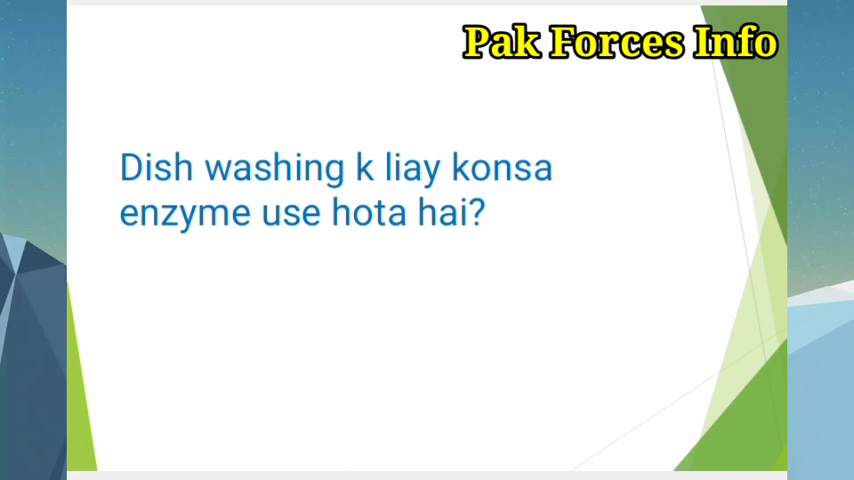 Pak Forces Info
Dish washing k liay konsa
enzyme use hota hai?